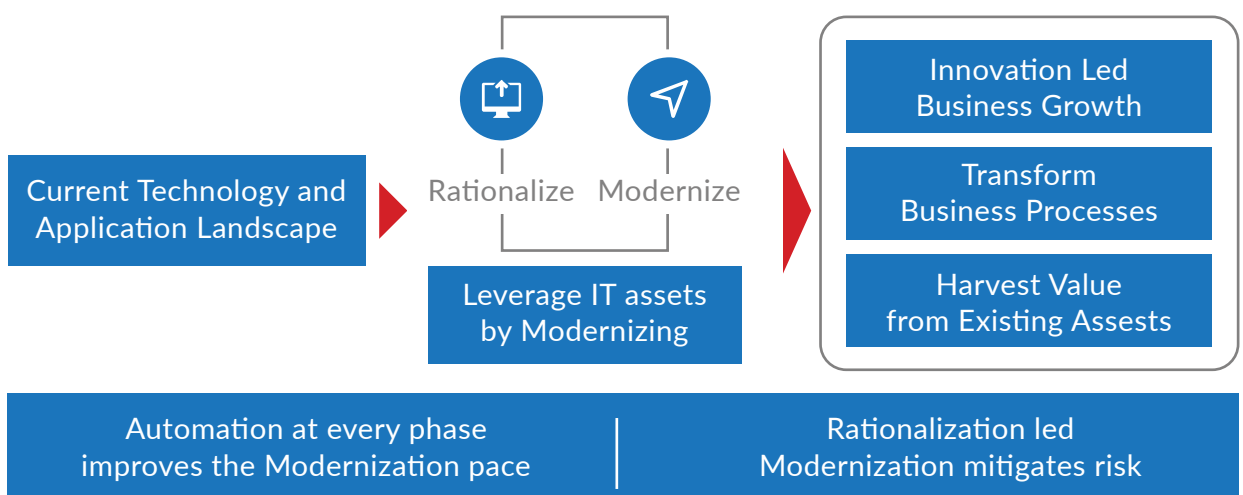 Current Technology and
Application Landscape
Rationalize
Modernize
Leverage IT assets
by Modernizing
Innovation Led
Business Growth
Transform
Business Processes
Harvest Value
from Existing Assests
Automation at every phase
improves the Modernization pace
Rationalization led
Modernization mitigates risk